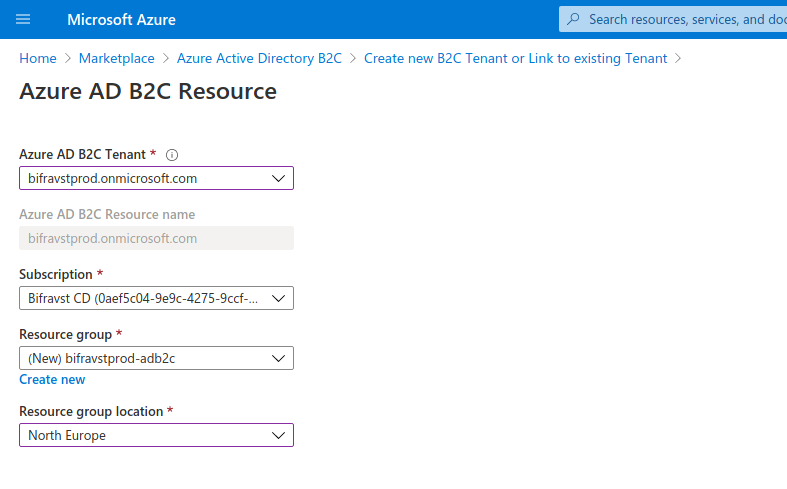 Microsoft Azure
Search resources, services, and doc
Home > Marketplace > Azure Active Directory B2C > Create new B2C Tenant or Link to existing Tenant >
Azure AD B2C Resource
Azure AD B2C Tenant *
bifravstprod.onmicrosoft.com
Azure AD B2C Resource name
bifravstprod.onmicrosoft.com
Subscription *
Bifravst CD (0aef5c04-9e9c-4275-9ccf-...
Resource group *
(New) bifravstprod-adb2c
Create new
Resource group location *
North Europe